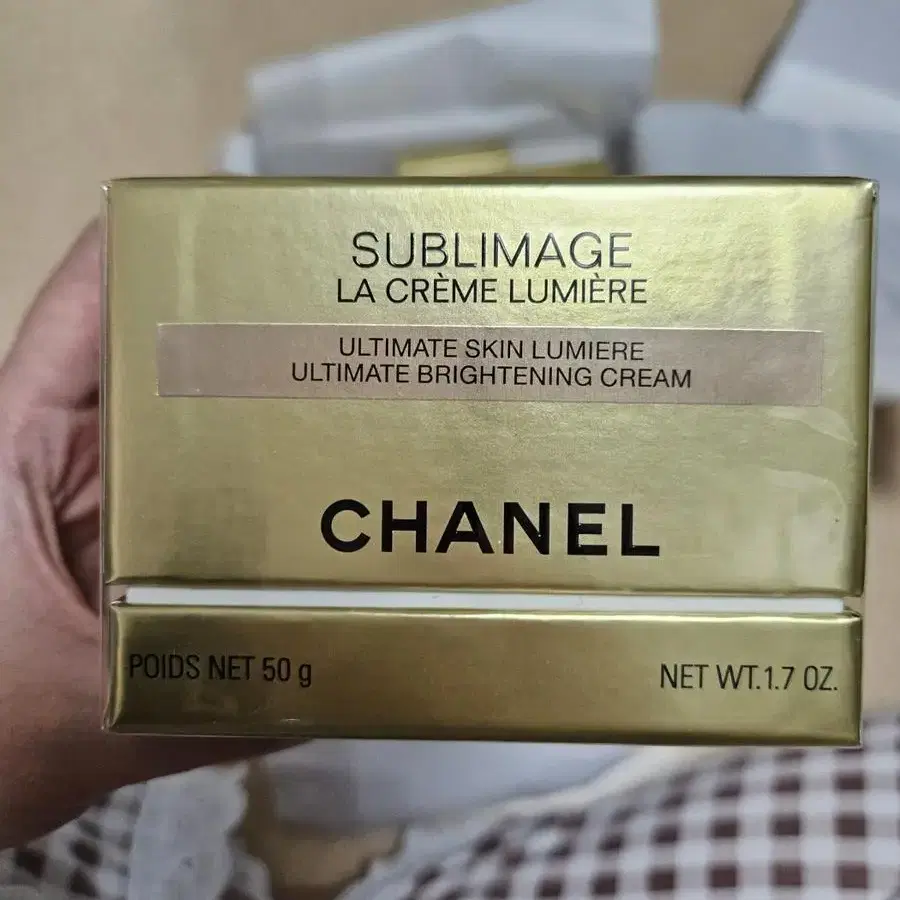 SUBLIMAGE
LA CRÈME LUMIÈRE
ULTIMATE SKIN LUMIERE
ULTIMATE BRIGHTENING CREAM
CHANEL
POIDS NET 50 g
NET WT.1.7 OZ.